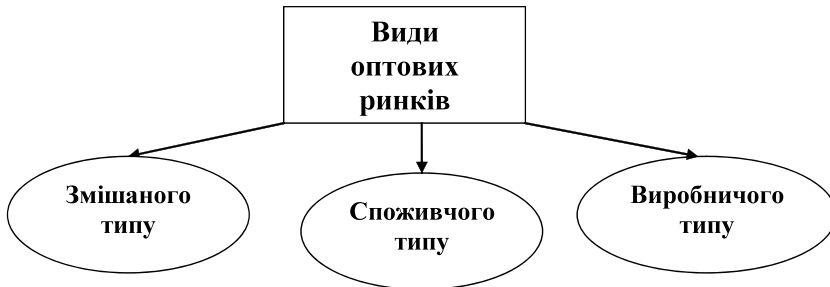 Види
оптових
ринків
Змішаного
типу
Споживчого
типу
Виробничого
типу